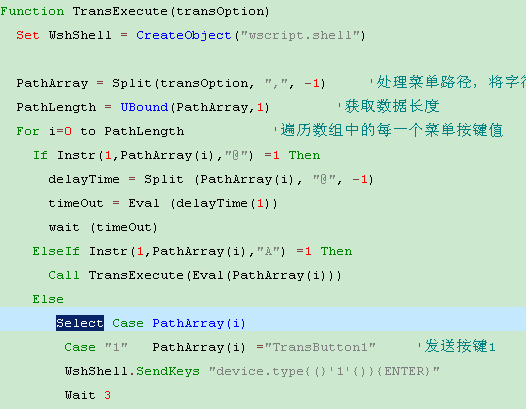 Function TransExecute(transOption)
Set WshShell = CreateObject("wscript.shell")
PathArray = Split(transOption, ",", -1) '处理菜单路径，将字符
PathLength = UBound(PathArray,1) '获取数据长度
For i=0 to PathLength '遍历数组中的每一个菜单按键值
If Instr(1,PathArray(i),"@") =1 Then
delayTime = Split (PathArray(i), "@", -1)
timeOut = Eval (delayTime(1))
wait (timeOut)
ElseIf Instr(1,PathArray(i),"A") =1 Then
Call TransExecute(Eval(PathArray(i)))
Else
Select Case PathArray(i)
Case "1" PathArray(i) ="TransButton1" '发送按键1
WshShell.SendKeys "device.type{(}'1'{)}{ENTER}"
Wait 3